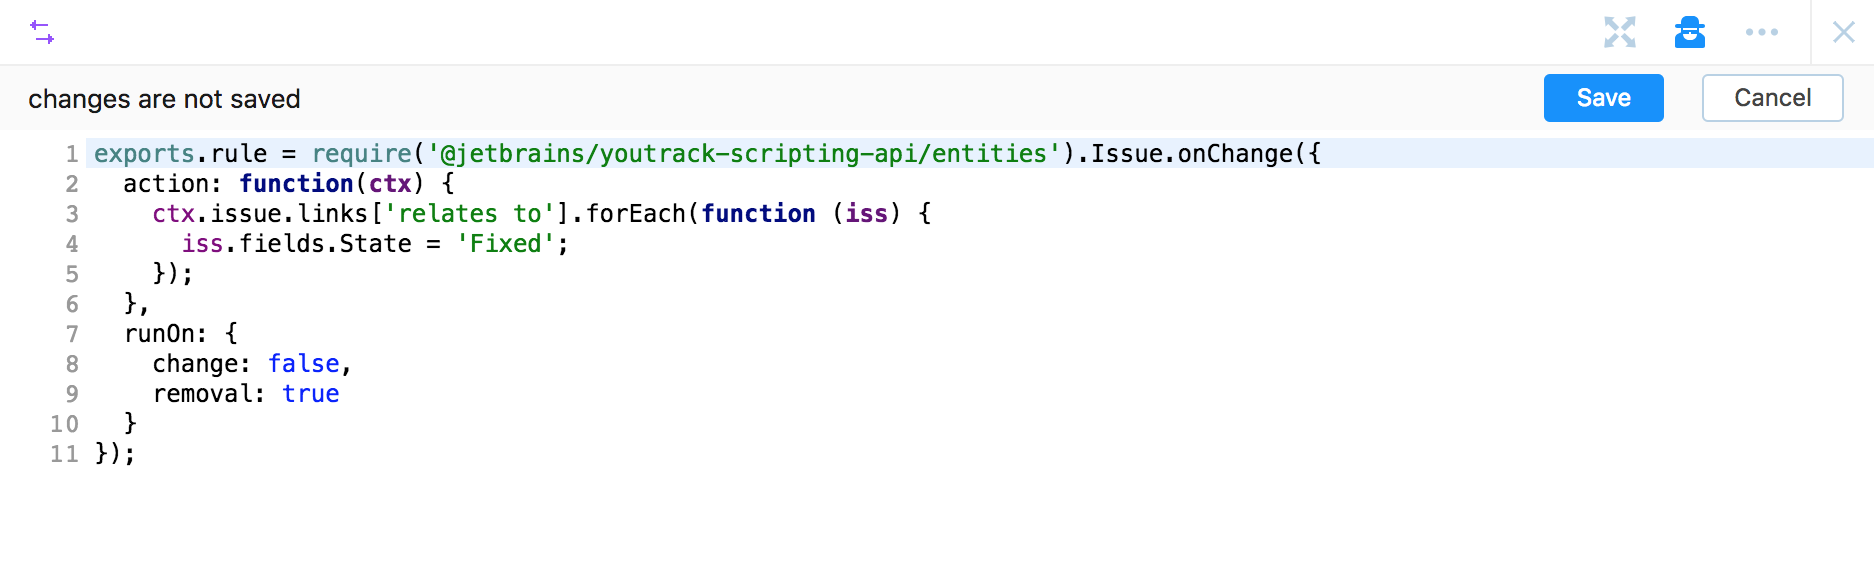 changes are not saved
Save
Cancel
1 exports.rule = require('@jetbrains/youtrack-scripting-api/entities').Issue.onChange({
2   action: function(ctx) {
3     ctx.issue.links['relates to'].forEach(function (iss) {
4       iss.fields.State = 'Fixed';
5     });
6   },
7   runOn: {
8     change: false,
9     removal: true
10   }
11 });